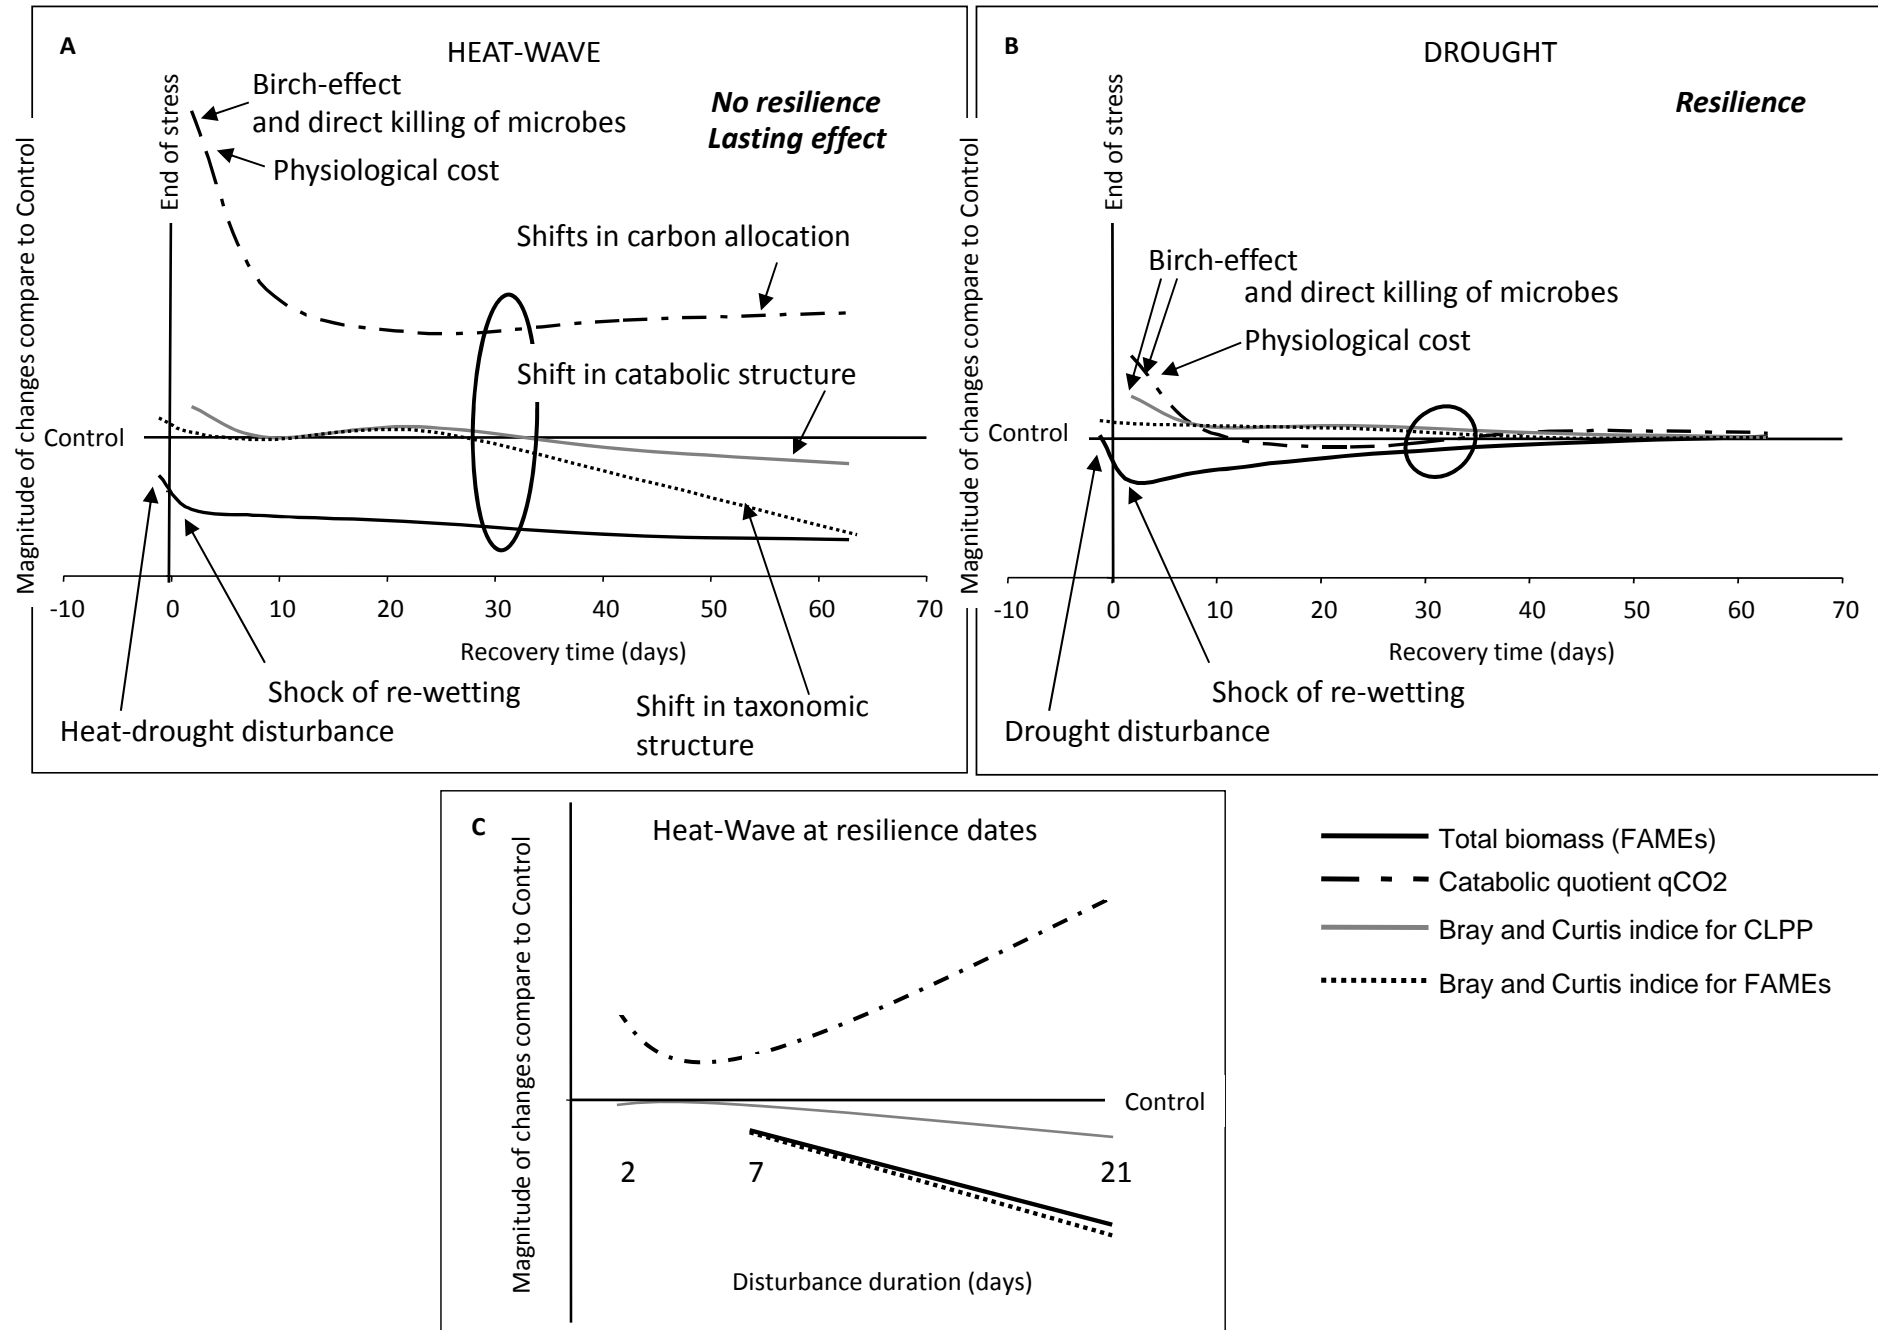 A
HEAT-WAVE
End of stress
Birch-effect
and direct killing of microbes
Physiological cost
No resilience
Lasting effect
Magnitude of changes compare to Control
Shifts in carbon allocation
Shift in catabolic structure
Control
-10 0 10 20 30 40 50 60 70
Recovery time (days)
Shock of re-wetting
Heat-drought disturbance
Shift in taxonomic
structure
B
DROUGHT
End of stress
Resilience
Magnitude of changes compare to Control
Birch-effect
and direct killing of microbes
Physiological cost
Control
-10 0 10 20 30 40 50 60 70
Recovery time (days)
Shock of re-wetting
Drought disturbance
C
Heat-Wave at resilience dates
Magnitude of changes compare to Control
Control
2 7 21
Disturbance duration (days)
Total biomass (FAMEs)
Catabolic quotient qCO2
Bray and Curtis indice for CLPP
Bray and Curtis indice for FAMEs